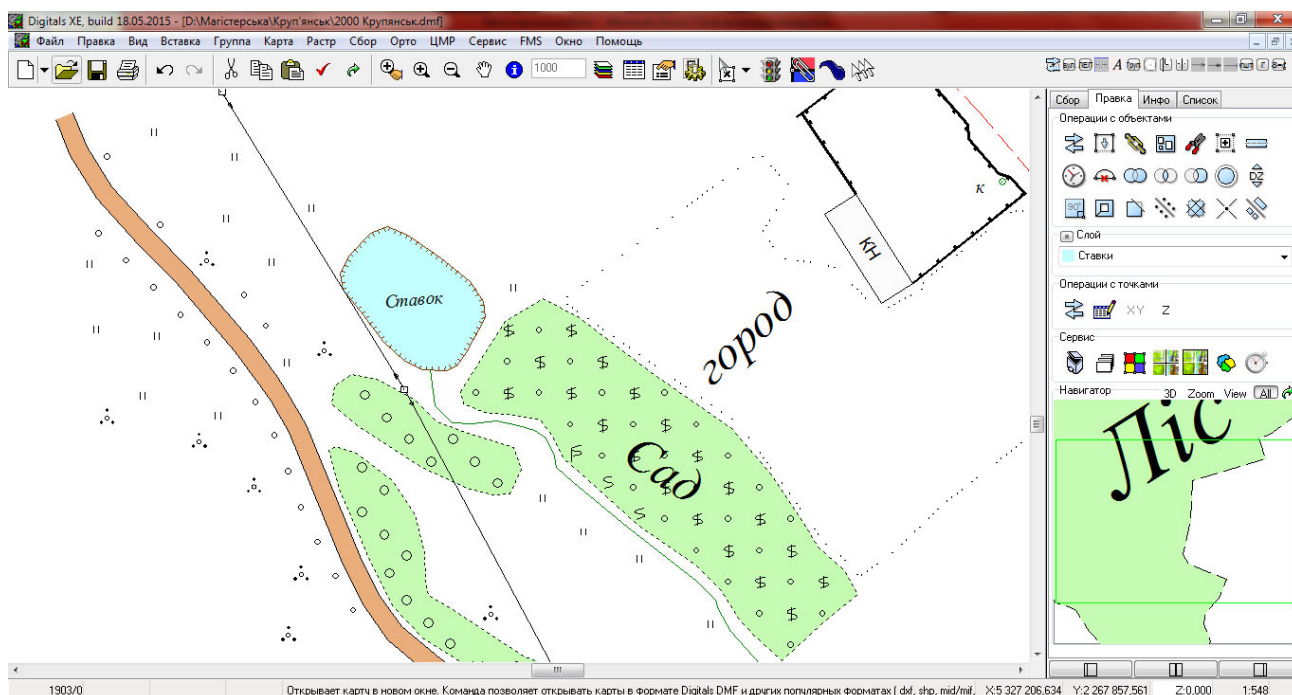 Digitals XE, build 18.05.2015 - [D:\Магістерська\Круп'янськ\2000 Крупянськ.dmf]
Файл Правка Вид Вставка Группа Карта Растр Сбор Орто ЦМР Сервис FMS Окно Помощь
1000
Сбор Правка Инфо Список
Операции с объектами
90°
DZ
Слой
Ставки
Операции с точками
XY Z
Сервис
Навигатор 3D Zoom View All
Ліс
к
КН
Ставок
город
Сад
1903/0 Открывает карту в новом окне. Команда позволяет открывать карты в формате Digitals DMF и других популярных форматах ( dxf, shp, mid/mif, X:5 327 206.634 Y:2 267 857.561 Z:0,000 1:548